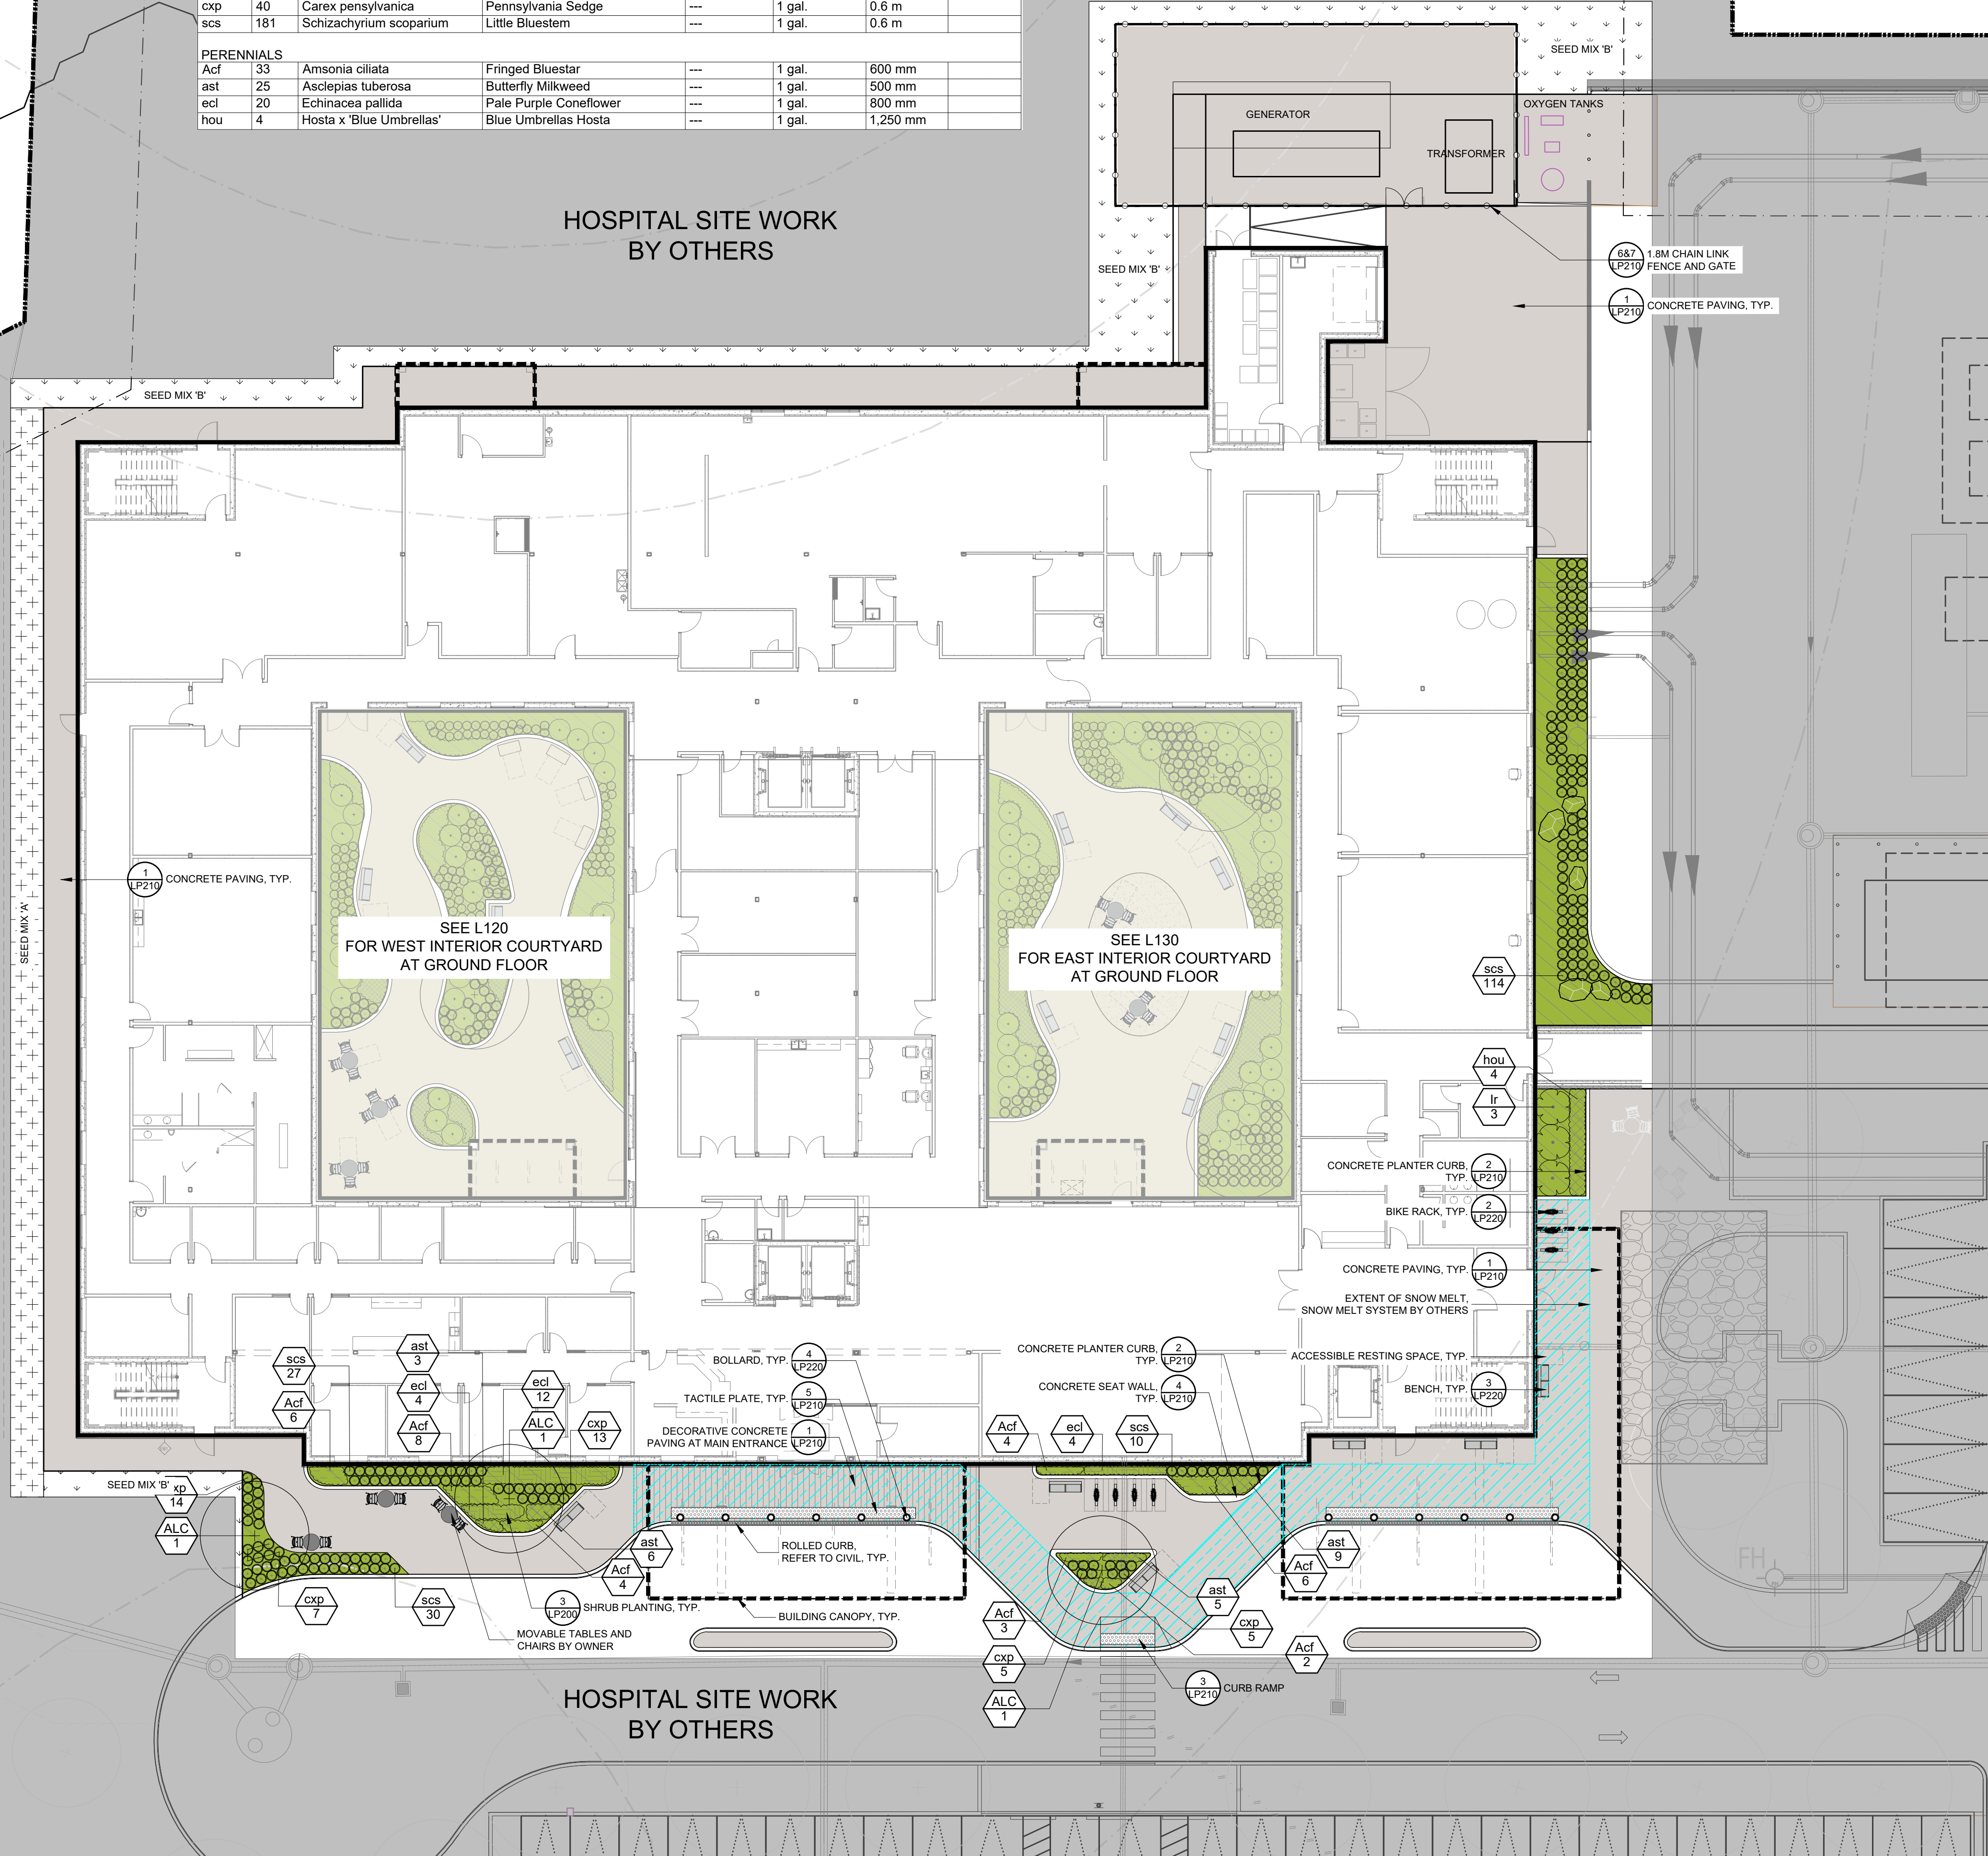 cxp 40 Carex pensylvanica Pennsylvania Sedge --- 1 gal. 0.6 m
scs 181 Schizachyrium scoparium Little Bluestem --- 1 gal. 0.6 m
PERENNIALS
Acf 33 Amsonia ciliata Fringed Bluestar --- 1 gal. 600 mm
ast 25 Asclepias tuberosa Butterfly Milkweed --- 1 gal. 500 mm
ecl 20 Echinacea pallida Pale Purple Coneflower --- 1 gal. 800 mm
hou 4 Hosta x 'Blue Umbrellas' Blue Umbrellas Hosta --- 1 gal. 1,250 mm
SEED MIX 'B'
OXYGEN TANKS
GENERATOR
TRANSFORMER
HOSPITAL SITE WORK
BY OTHERS
SEED MIX 'B'
6&7
LP210
1.8M CHAIN LINK
FENCE AND GATE
1
LP210
CONCRETE PAVING, TYP.
SEED MIX 'B'
1
LP210
CONCRETE PAVING, TYP.
SEED MIX 'A'
SEE L120
FOR WEST INTERIOR COURTYARD
AT GROUND FLOOR
SEE L130
FOR EAST INTERIOR COURTYARD
AT GROUND FLOOR
scs
114
hou
4
lr
3
CONCRETE PLANTER CURB,
TYP.
2
LP210
BIKE RACK, TYP.
2
LP220
CONCRETE PAVING, TYP.
1
LP210
EXTENT OF SNOW MELT,
SNOW MELT SYSTEM BY OTHERS
ACCESSIBLE RESTING SPACE, TYP.
BENCH, TYP.
3
LP220
scs
27
Acf
6
ast
3
ecl
4
Acf
8
ecl
12
ALC
1
cxp
13
BOLLARD, TYP.
4
LP220
TACTILE PLATE, TYP.
5
LP210
DECORATIVE CONCRETE
PAVING AT MAIN ENTRANCE
1
LP210
CONCRETE PLANTER CURB,
TYP.
2
LP210
CONCRETE SEAT WALL,
TYP.
4
LP210
Acf
4
ecl
4
scs
10
SEED MIX 'B'
xp
14
ALC
1
cxp
7
scs
30
ast
6
Acf
4
3
LP200
SHRUB PLANTING, TYP.
MOVABLE TABLES AND
CHAIRS BY OWNER
ROLLED CURB,
REFER TO CIVIL, TYP.
BUILDING CANOPY, TYP.
Acf
3
cxp
5
ALC
1
ast
9
Acf
6
ast
5
cxp
5
Acf
2
3
LP210
CURB RAMP
FH
HOSPITAL SITE WORK
BY OTHERS